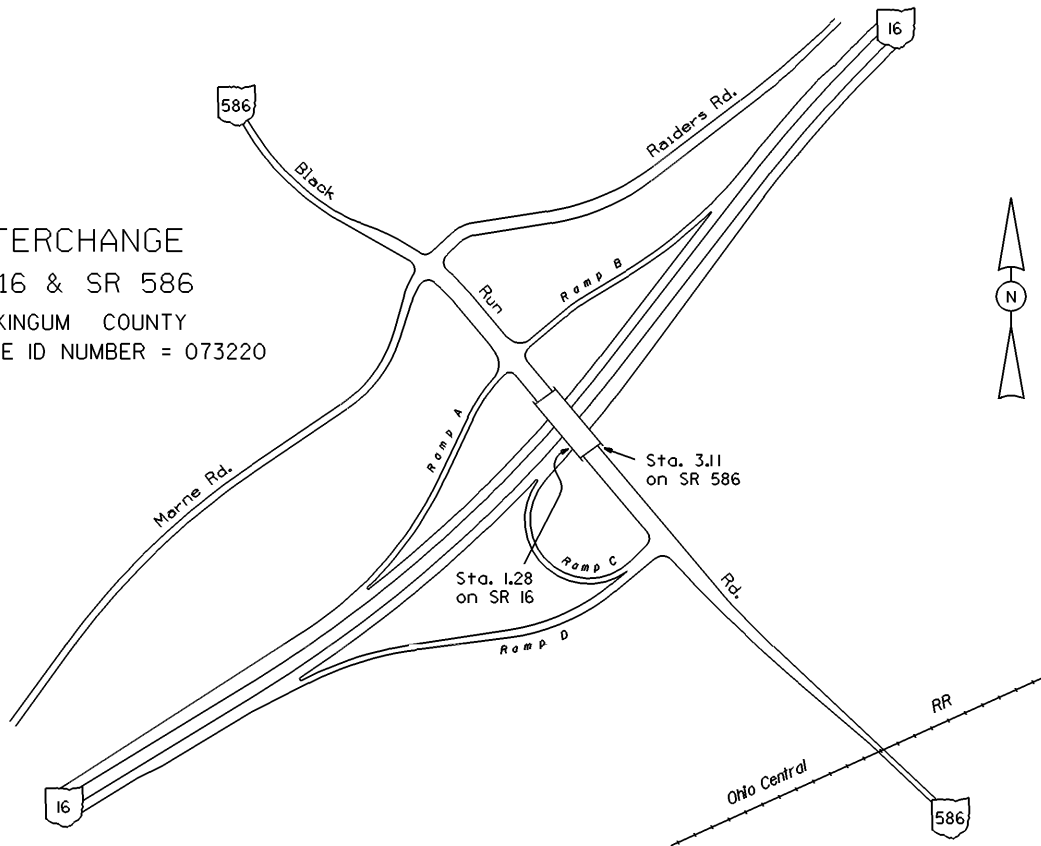 16
586
Raiders Rd.
Black
TERCHANGE
16 & SR 586
KINGUM COUNTY
E ID NUMBER = 073220
Ramp B
Run
N
Ramp A
Sta. 3.11
on SR 586
Marne Rd.
Ramp C
Sta. 1.28
on SR 16
Rd.
Ramp D
RR
Ohio Central
16
586